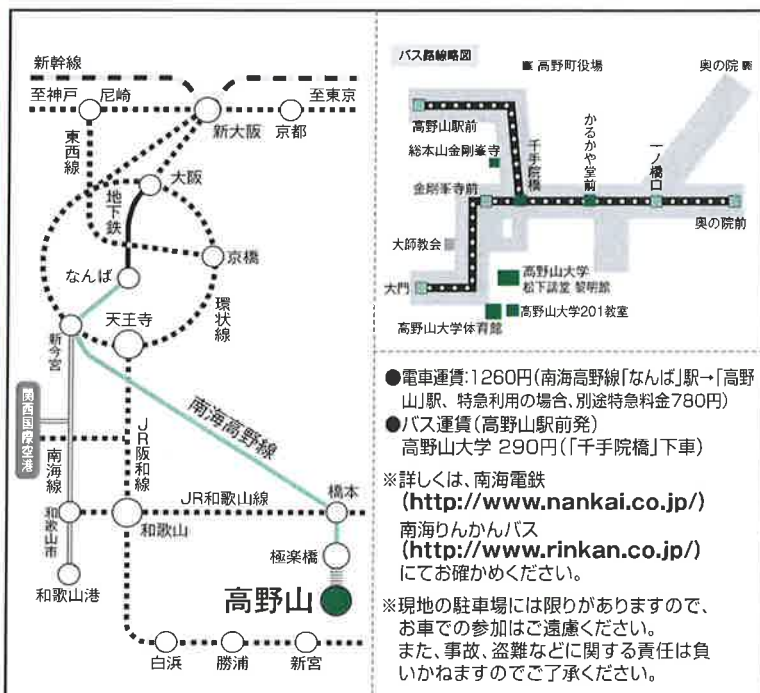 新幹線
至神戸
尼崎
新大阪
京都
至東京
東西線
地下鉄
大阪
京橋
なんば
環状線
天王寺
新今宮
関西国際空港
南海高野線
JR阪和線
南海線
JR和歌山線
橋本
和歌山市
和歌山
極楽橋
和歌山港
高野山
白浜
勝浦
新宮
バス路線略図
高野町役場
奥の院
高野山駅前
千手院橋
かるかや堂前
一ノ橋口
総本山金剛峯寺
金剛峯寺前
奥の院前
大師教会
大門
高野山大学
松下講堂 黎明館
高野山大学201教室
高野山大学体育館
●電車運賃:1260円(南海高野線「なんば」駅→「高野
山」駅、特急利用の場合、別途特急料金780円)
●バス運賃(高野山駅前発)
高野山大学 290円(「千手院橋」下車)
※詳しくは、南海電鉄
(http://www.nankai.co.jp/)
南海りんかんバス
(http://www.rinkan.co.jp/)
にてお確かめください。
※現地の駐車場には限りがありますので、
お車での参加はご遠慮ください。
また、事故、盗難などに関する責任は負
いかねますのでご了承ください。